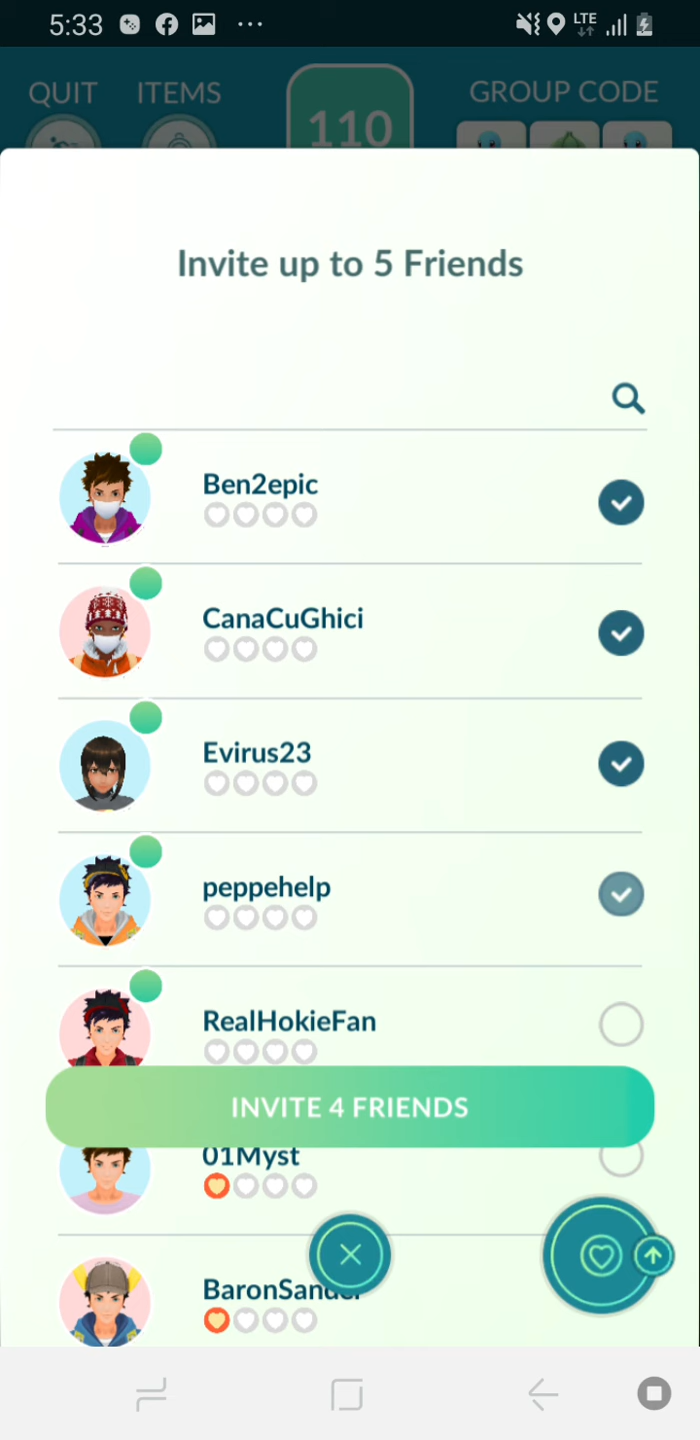 5:33
LTE
QUIT ITEMS 110 GROUP CODE
Invite up to 5 Friends
Ben2epic
CanaCuGhici
Evirus23
peppehelp
RealHokieFan
INVITE 4 FRIENDS
01Myst
BaronSander